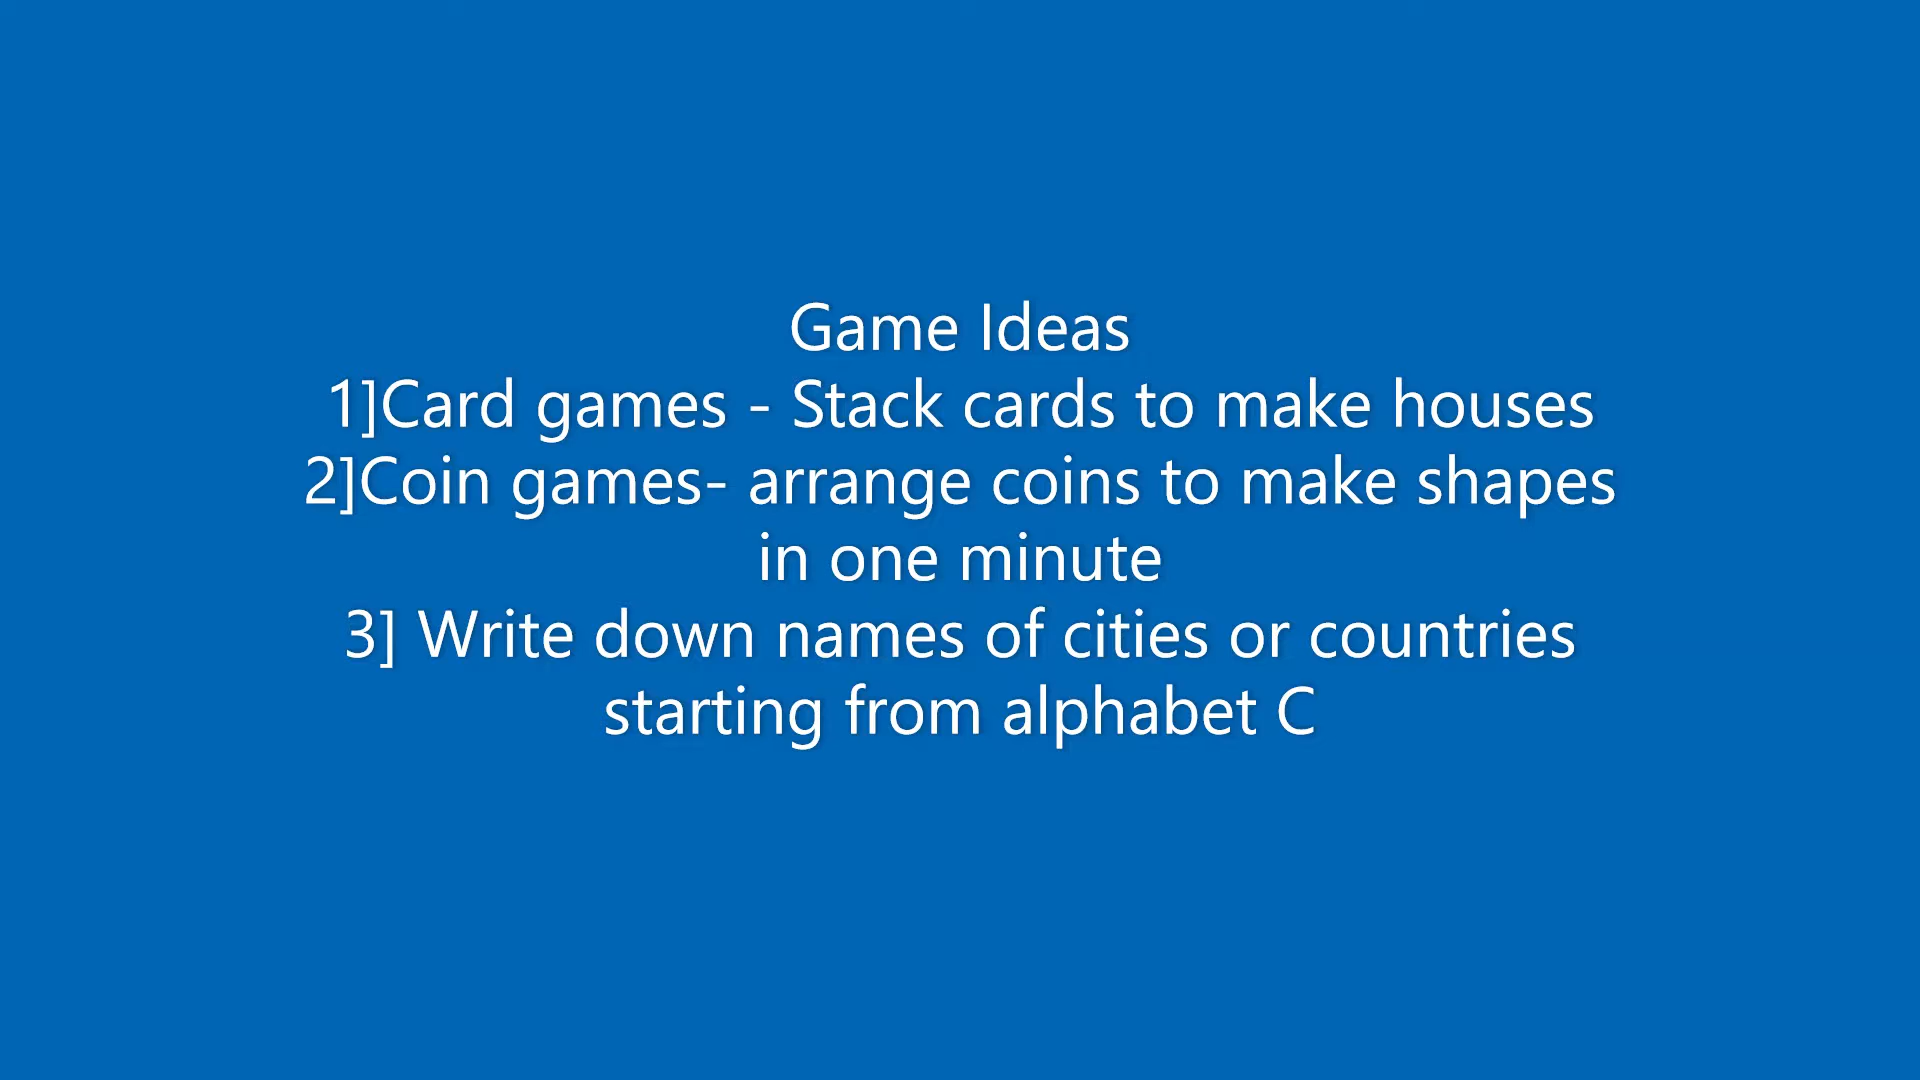 Game Ideas
1]Card games - Stack cards to make houses
2]Coin games- arrange coins to make shapes
in one minute
3] Write down names of cities or countries
starting from alphabet C